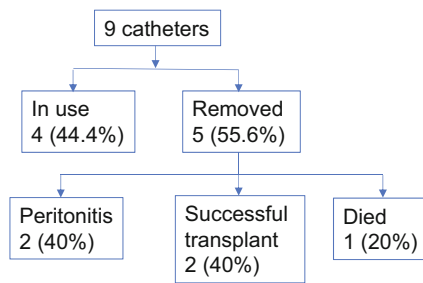 9 catheters
In use
4 (44.4%)
Removed
5 (55.6%)
Peritonitis
2 (40%)
Successful
transplant
2 (40%)
Died
1 (20%)